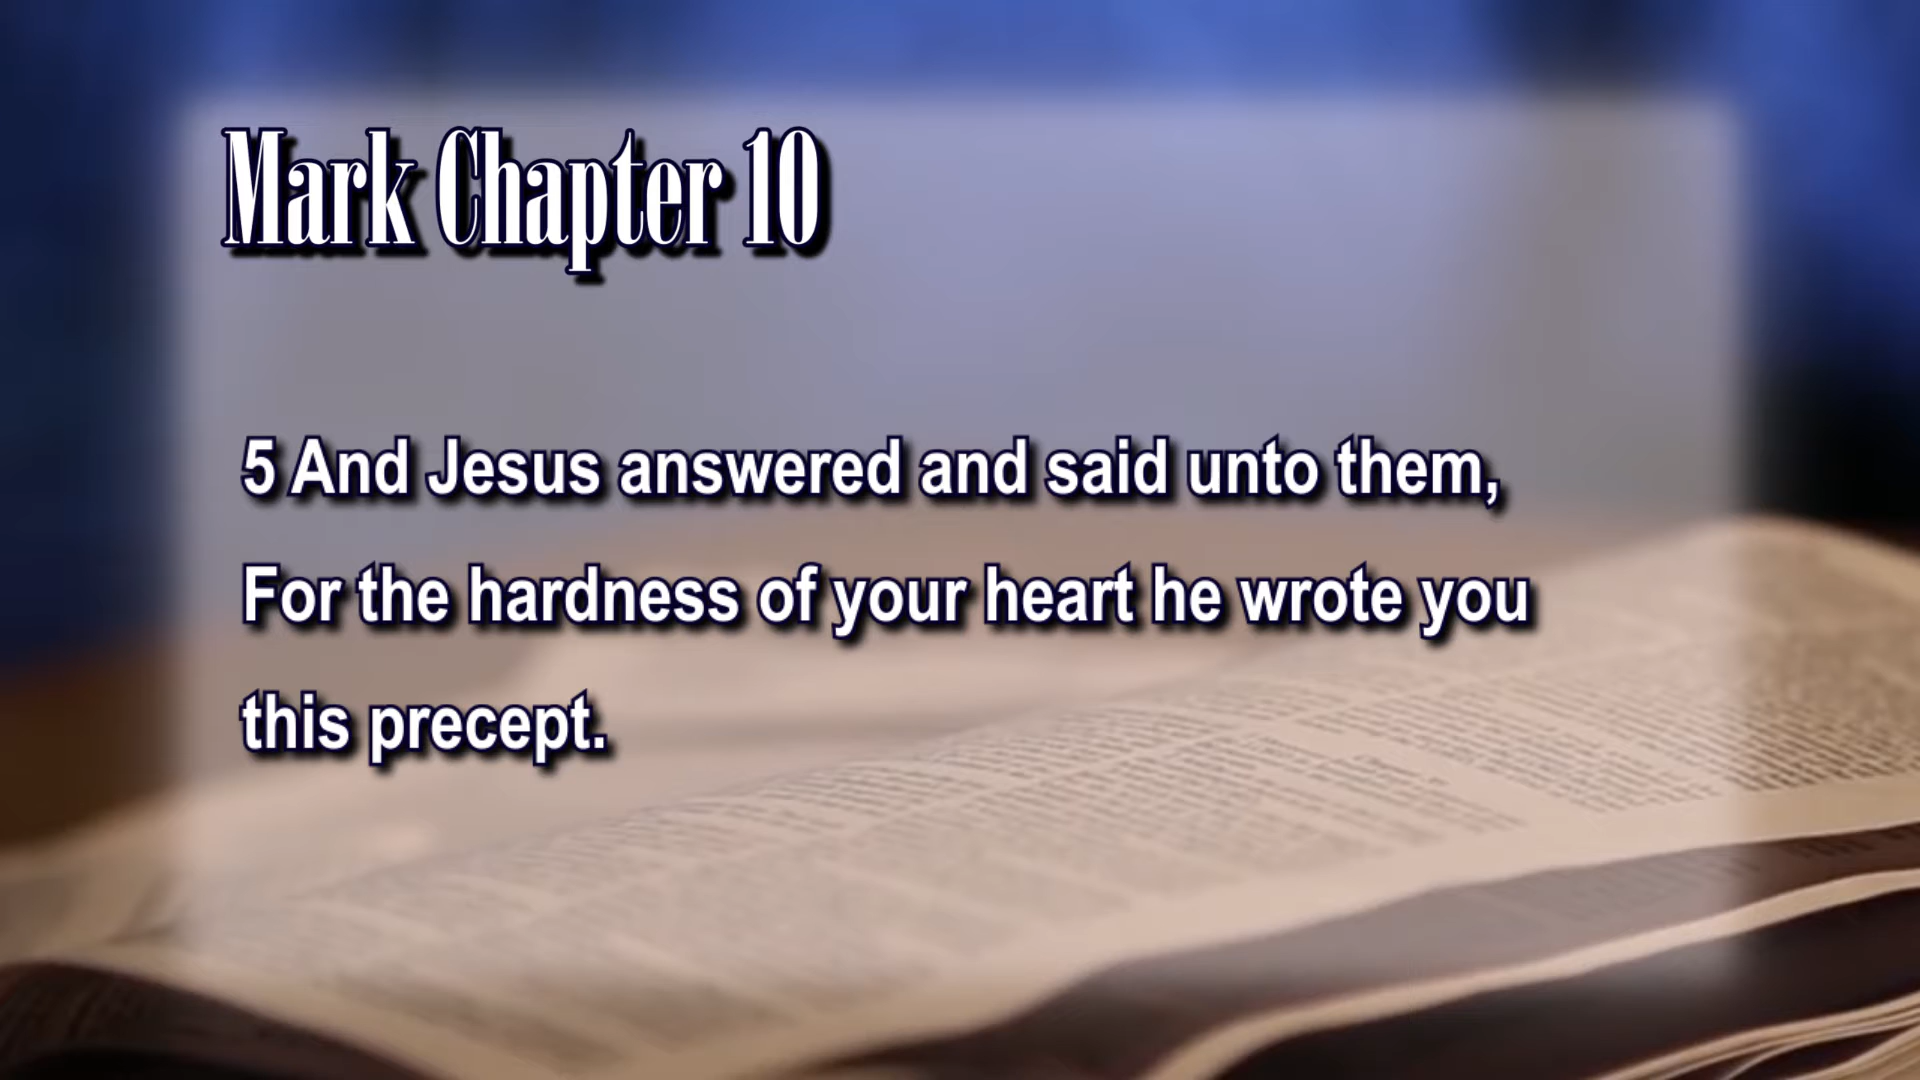 Mark Chapter 10
5 And Jesus answered and said unto them,
For the hardness of your heart he wrote you
this precept.